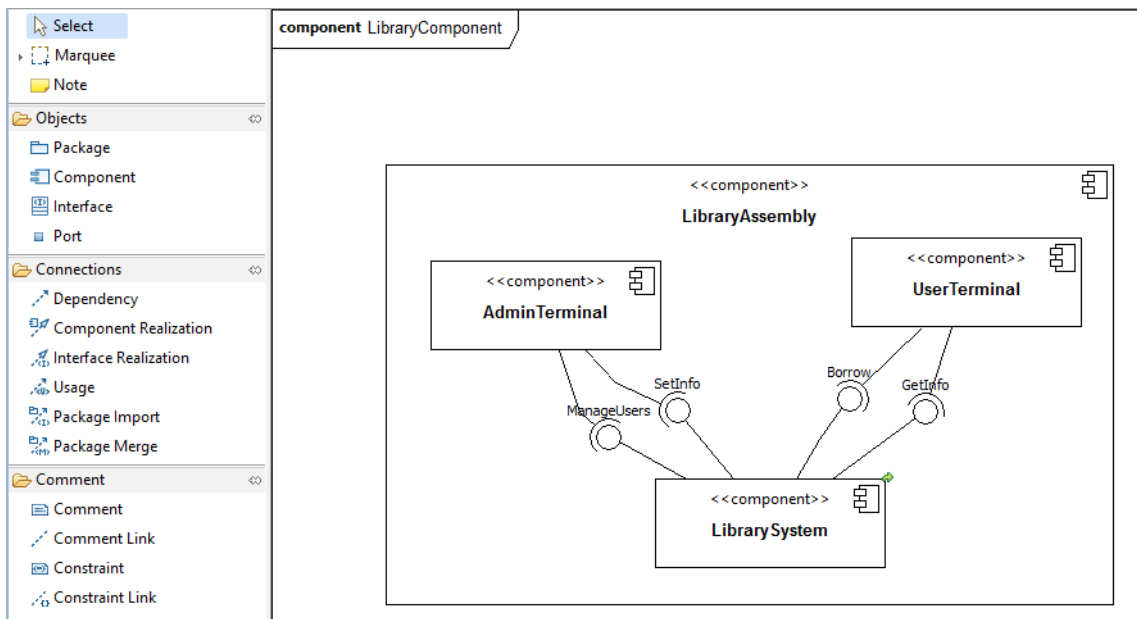 Select
Marquee
Note
Objects
Package
Component
Interface
Port
Connections
Dependency
Component Realization
Interface Realization
Usage
Package Import
Package Merge
Comment
Comment
Comment Link
Constraint
Constraint Link
component LibraryComponent
<<component>>
LibraryAssembly
<<component>>
AdminTerminal
<<component>>
UserTerminal
SetInfo
ManageUsers
Borrow
GetInfo
<<component>>
LibrarySystem